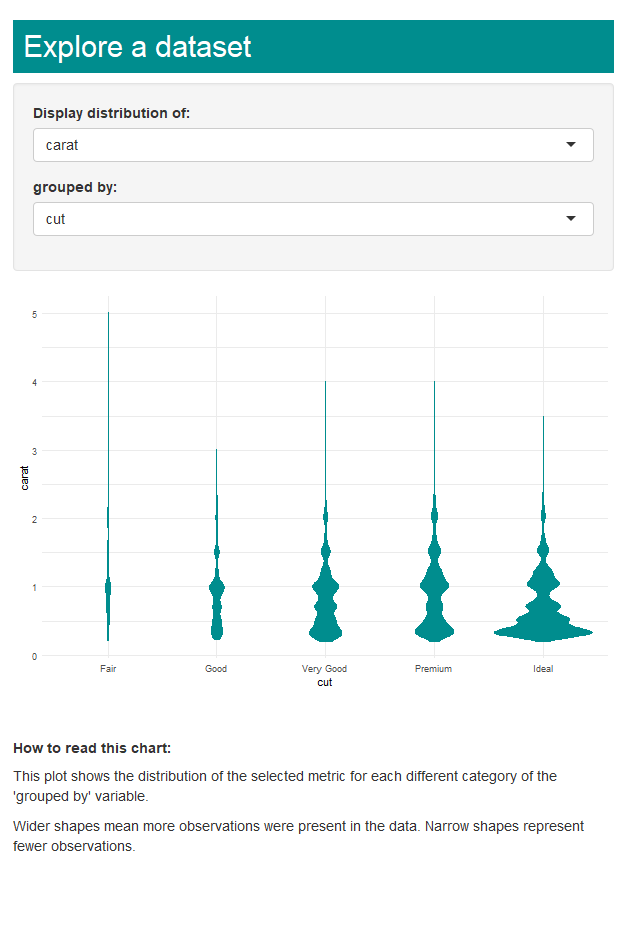 Explore a dataset
Display distribution of:
carat
grouped by:
cut
5
4
3
2
1
0
carat
Fair Good Very Good Premium Ideal
cut
How to read this chart:
This plot shows the distribution of the selected metric for each different category of the
'grouped by' variable.
Wider shapes mean more observations were present in the data. Narrow shapes represent
fewer observations.